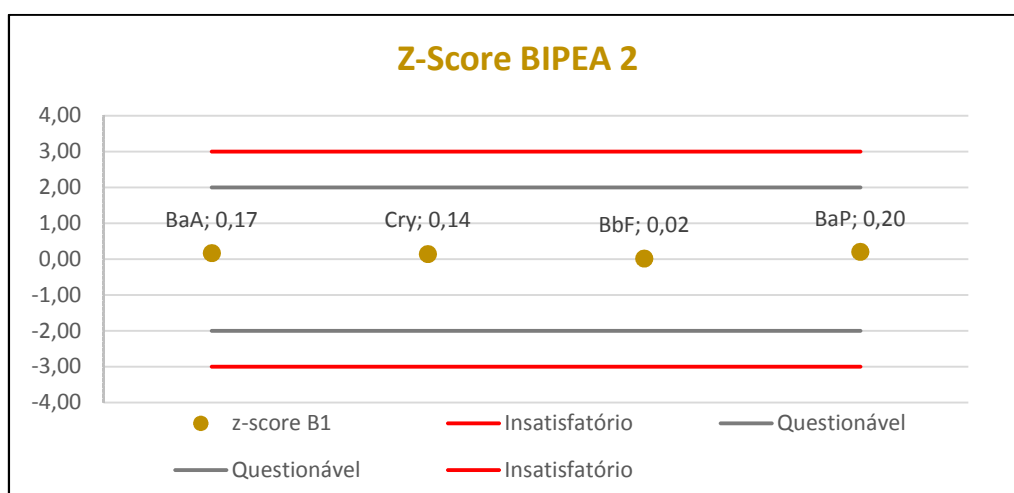 Z-Score BIPEA 2
4,00
3,00
2,00
1,00
0,00
-1,00
-2,00
-3,00
-4,00
BaA; 0,17
Cry; 0,14
BbF; 0,02
BaP; 0,20
z-score B1
Insatisfatório
Questionável
Questionável
Insatisfatório